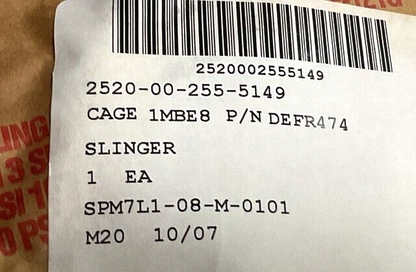 2520002555149
2520-00-255-5149
CAGE 1MBE8 P/N DEFR474
SLINGER
1 EA
SPM7L1-08-M-0101
M20 10/07